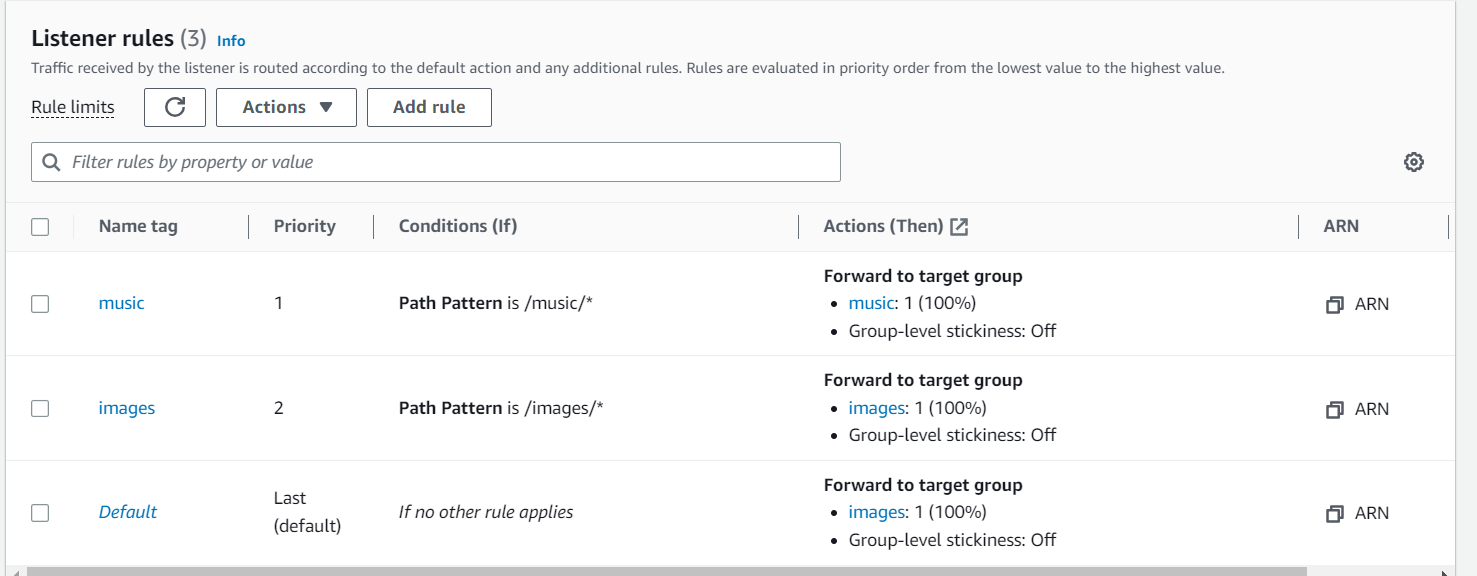 Listener rules (3) Info
Traffic received by the listener is routed according to the default action and any additional rules. Rules are evaluated in priority order from the lowest value to the highest value.
Rule limits Actions Add rule
Filter rules by property or value
Name tag Priority Conditions (If) Actions (Then) ARN
Forward to target group
music 1 Path Pattern is /music/* • music: 1 (100%) ARN
• Group-level stickiness: Off
Forward to target group
images 2 Path Pattern is /images/* • images: 1 (100%) ARN
• Group-level stickiness: Off
Forward to target group
Last
Default If no other rule applies • images: 1 (100%) ARN
(default)
• Group-level stickiness: Off